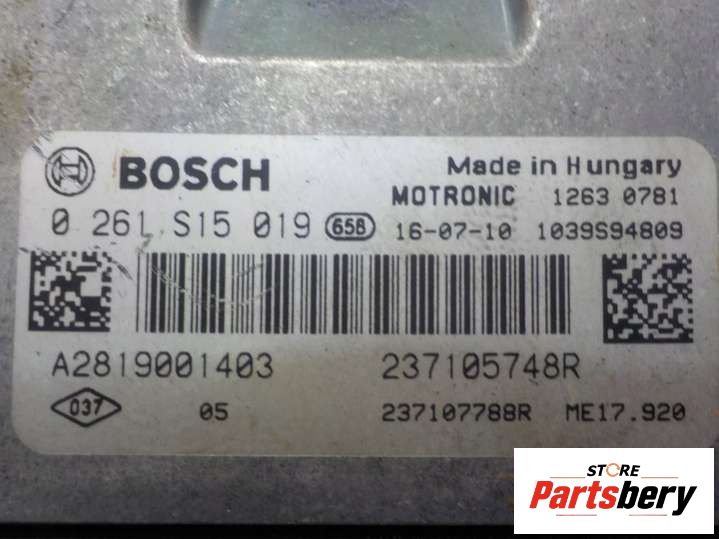 BOSCH
Made in Hungary
MOTRONIC 1263 0781
0 261 S15 019 658 16-07-10 1039S94809
A2819001403 237105748R
037 05 237107788R ME17.920
STORE
Partsbery